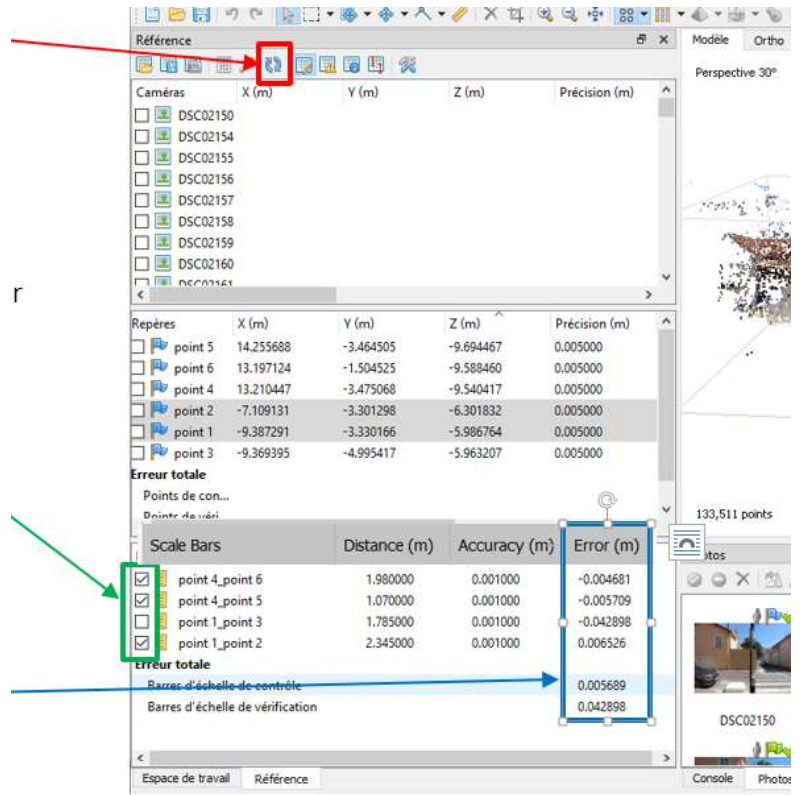 Référence
Modèle Ortho
Perspective 30°
Caméras X (m) Y (m) Z (m) Précision (m)
DSC02150
DSC02154
DSC02155
DSC02156
DSC02157
DSC02158
DSC02159
DSC02160
DSC02161
r
Repères X (m) Y (m) Z (m) Précision (m)
point 5 14.255688 -3.464505 -9.694467 0.005000
point 6 13.197124 -1.504525 -9.588460 0.005000
point 4 13.210447 -3.475068 -9.540417 0.005000
point 2 -7.109131 -3.301298 -6.301832 0.005000
point 1 -9.387291 -3.330166 -5.986764 0.005000
point 3 -9.369395 -4.995417 -5.963207 0.005000
Erreur totale
Points de con...
Points de véri
133,511 points
Scale Bars Distance (m) Accuracy (m) Error (m)
point 4_point 6 1.980000 0.001000 -0.004681
point 4_point 5 1.070000 0.001000 -0.005709
point 1_point 3 1.785000 0.001000 -0.042898
point 1_point 2 2.345000 0.001000 0.006526
Erreur totale
Barres d'échelle de contrôle 0.005689
Barres d'échelle de vérification 0.042898
DSC02150
Espace de travail Référence
Console Photos